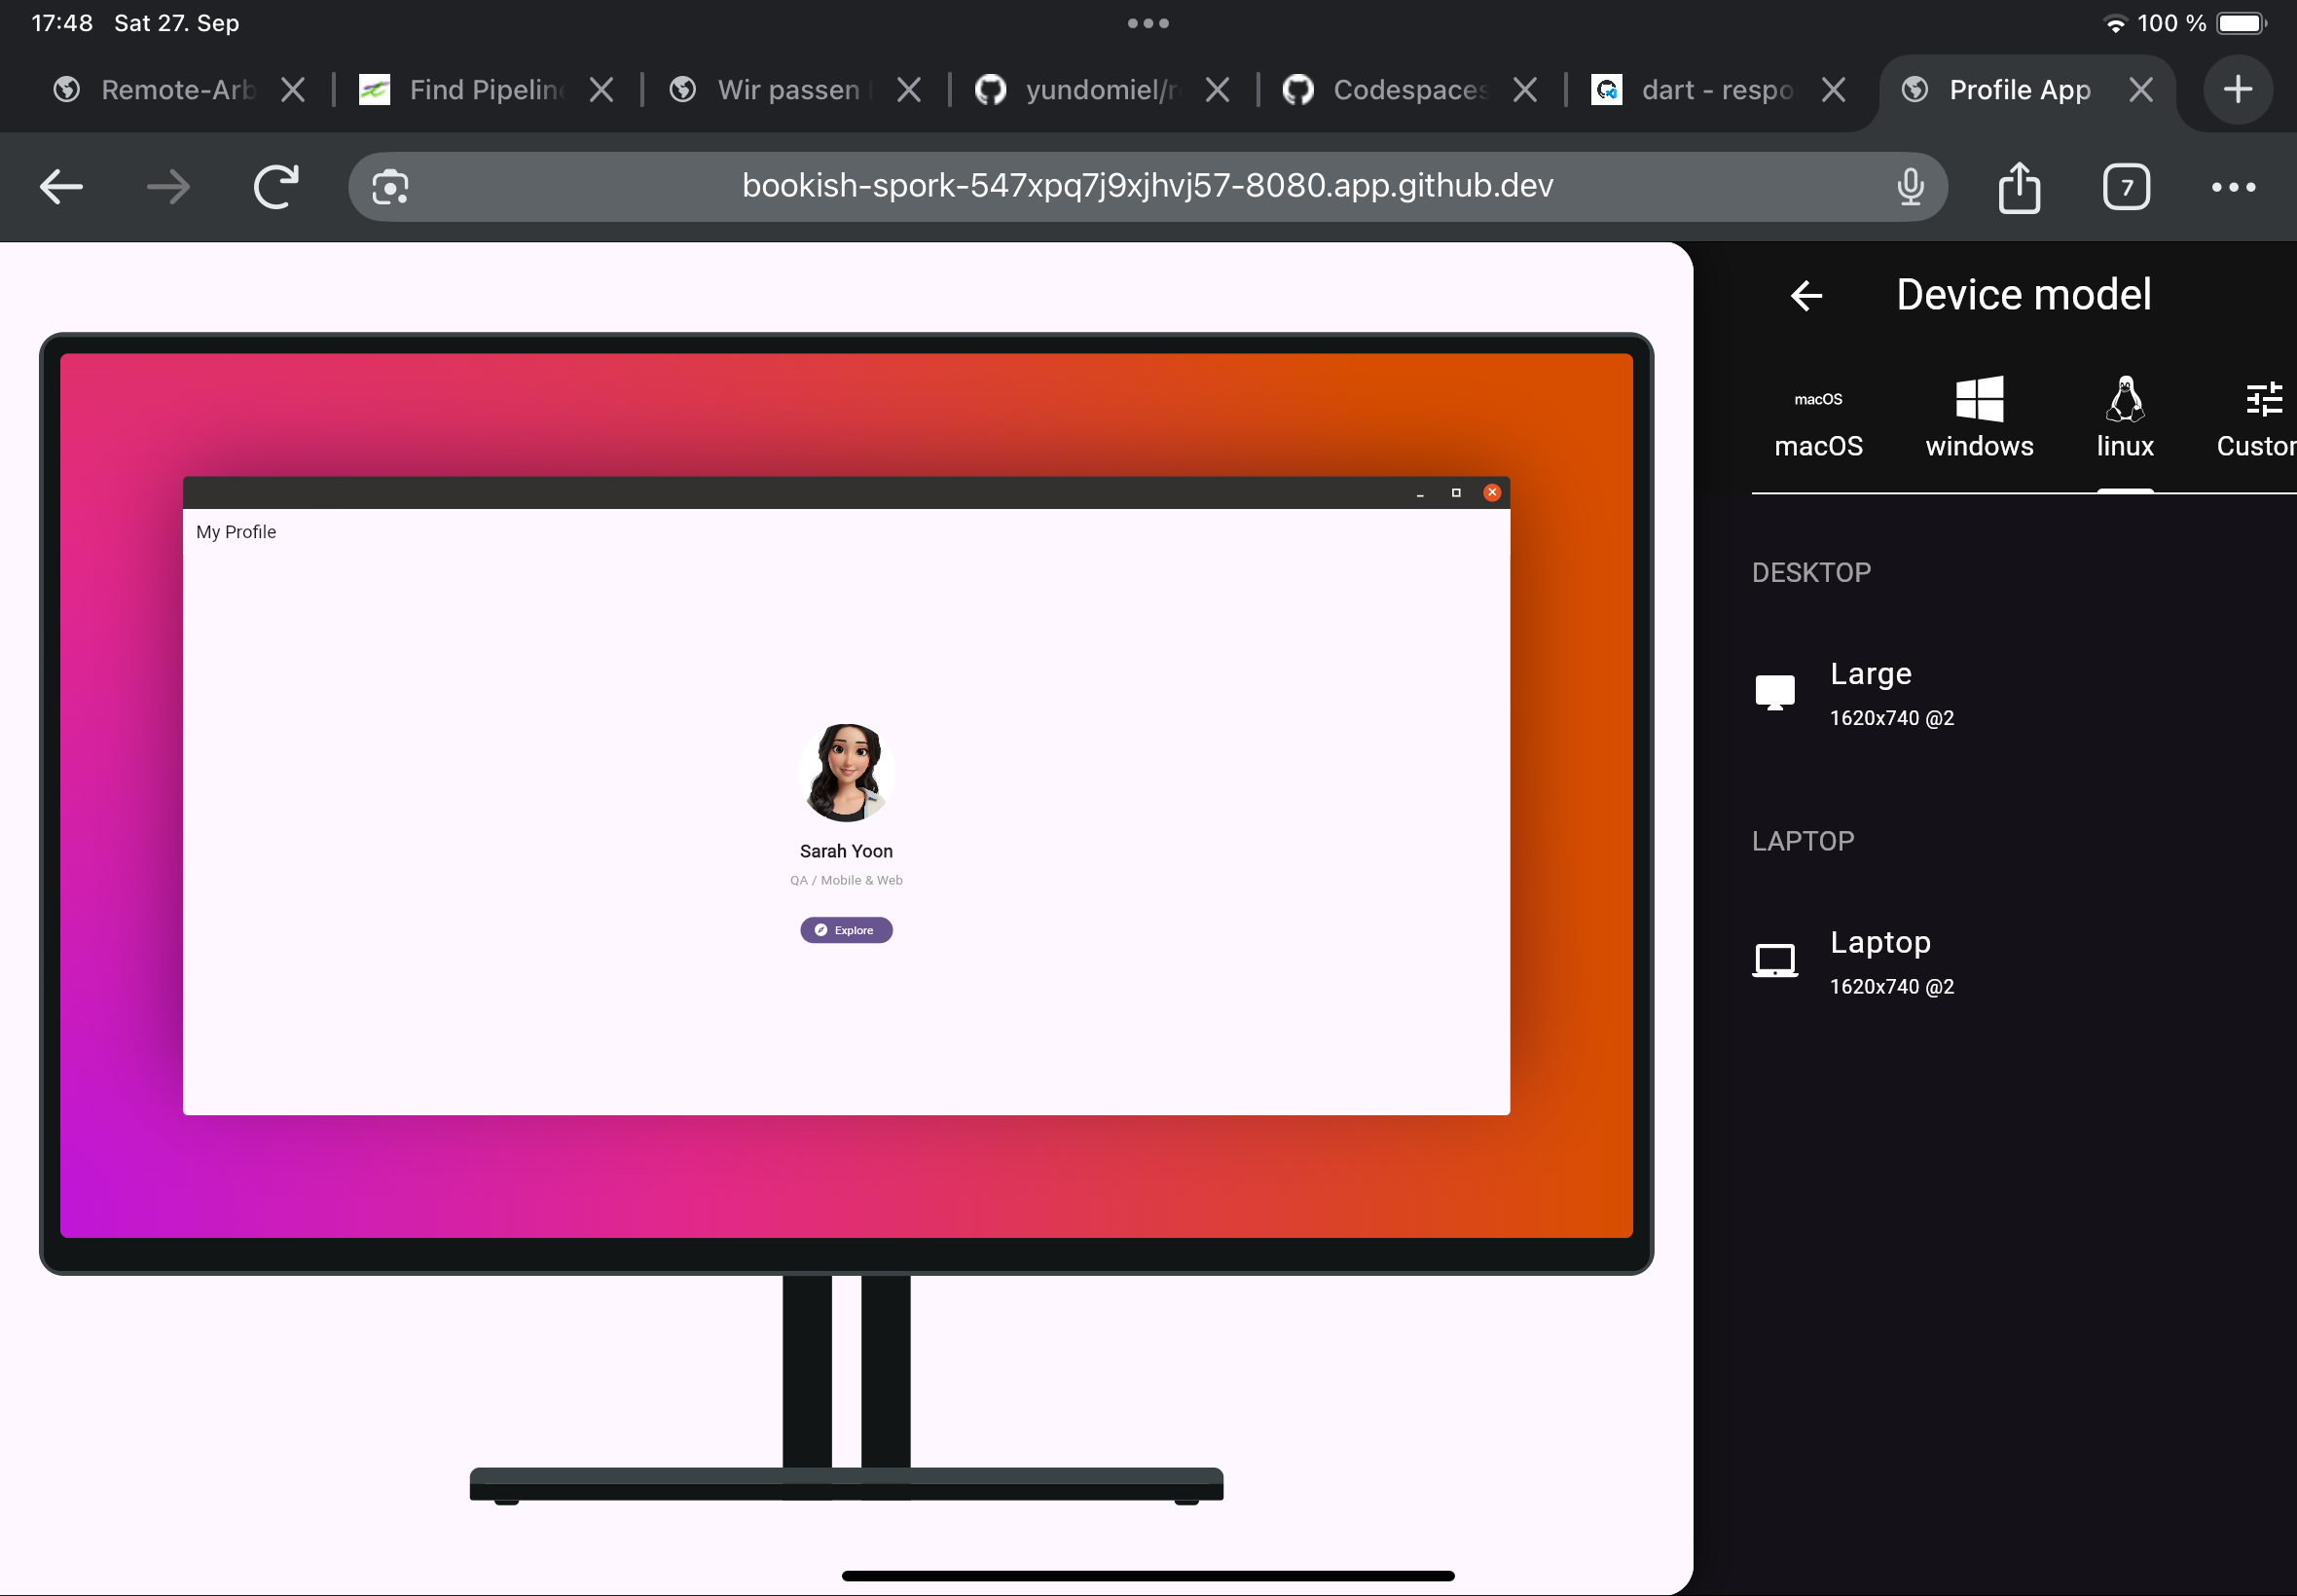 17:48 Sat 27. Sep
100 %
Remote-Arb
Find Pipeline
Wir passen
yundomiel/r
Codespaces
dart - respo
Profile App
bookish-spork-547xpq7j9xjhvj57-8080.app.github.dev
7
Device model
macOS
macOS
windows
linux
Custor
My Profile
DESKTOP
Large
1620x740 @2
Sarah Yoon
QA / Mobile & Web
Explore
LAPTOP
Laptop
1620x740 @2